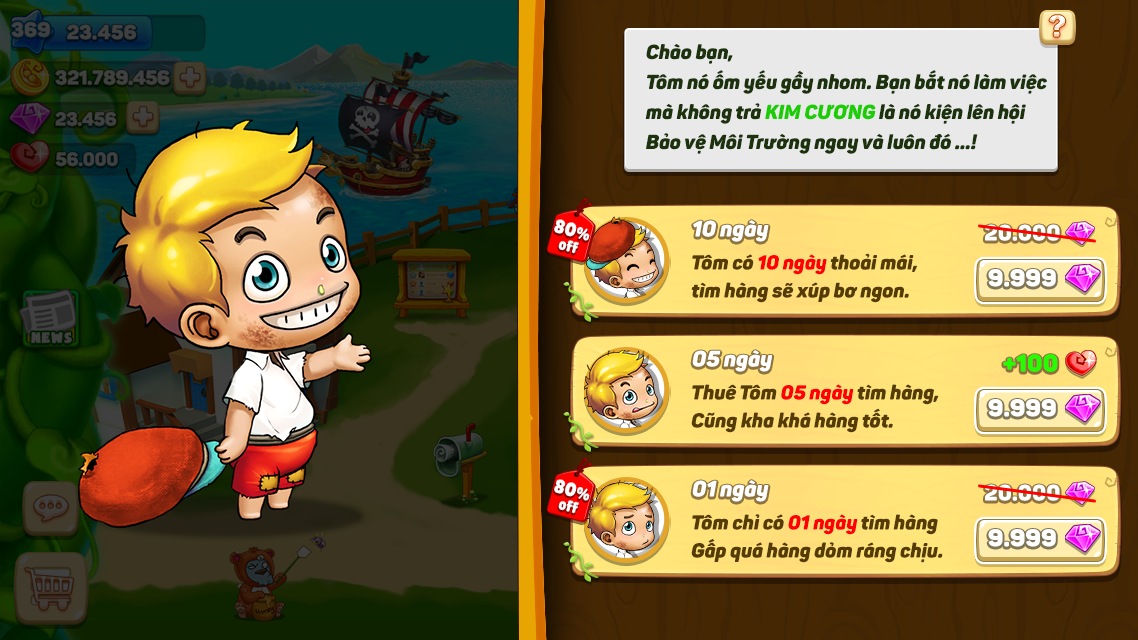 369 23.456
321.789.456
23.456
56.000
NEWS
?
Chào bạn,
Tôm nó ốm yếu gầy nhom. Bạn bắt nó làm việc
mà không trả KIM CƯƠNG là nó kiện lên hội
Bảo vệ Môi Trường ngay và luôn đó ...!
80%
off
10 ngày
20.000
Tôm có 10 ngày thoải mái,
tìm hàng sẽ xúp bơ ngon.
9.999
05 ngày
+100
Thuê Tôm 05 ngày tìm hàng,
Cũng kha khá hàng tốt.
9.999
80%
off
01 ngày
20.000
Tôm chỉ có 01 ngày tìm hàng
Gấp quá hàng dỏm ráng chịu.
9.999